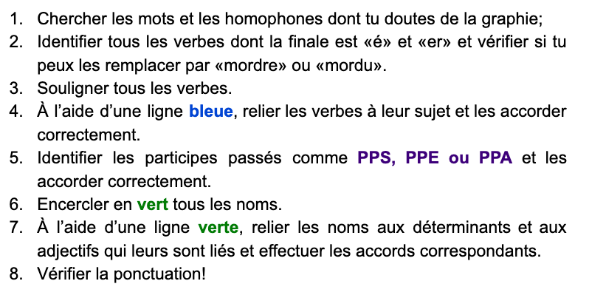 1. Chercher les mots et les homophones dont tu doutes de la graphie;
2. Identifier tous les verbes dont la finale est «é» et «er» et vérifier si tu
peux les remplacer par «mordre» ou «mordu».
3. Souligner tous les verbes.
4. À l'aide d'une ligne bleue, relier les verbes à leur sujet et les accorder
correctement.
5. Identifier les participes passés comme PPS, PPE ou PPA et les
accorder correctement.
6. Encercler en vert tous les noms.
7. À l'aide d'une ligne verte, relier les noms aux déterminants et aux
adjectifs qui leurs sont liés et effectuer les accords correspondants.
8. Vérifier la ponctuation!